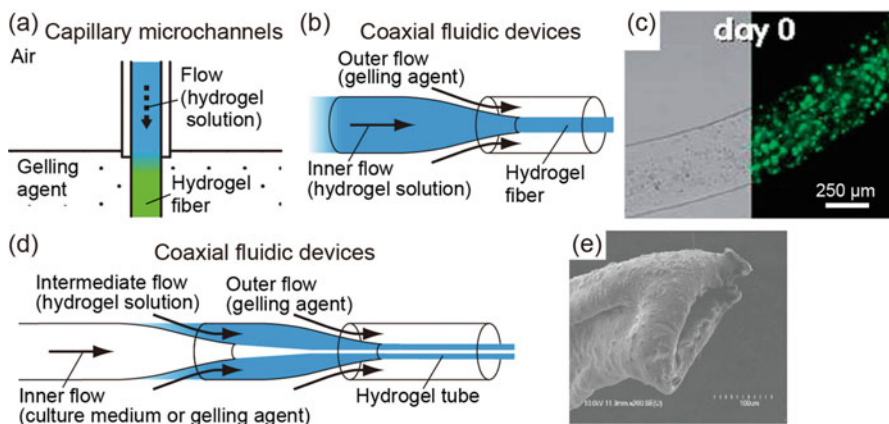 (a) Capillary microchannels
Air
Flow
(hydrogel
solution)
Gelling
agent
Hydrogel
fiber
(b) Coaxial fluidic devices
Outer flow
(gelling agent)
Inner flow
(hydrogel solution)
Hydrogel
fiber
(c)
day 0
250 μm
(d) Coaxial fluidic devices
Intermediate flow
(hydrogel solution)
Outer flow
(gelling agent)
Inner flow
(culture medium or gelling agent)
Hydrogel tube
(e)
100um